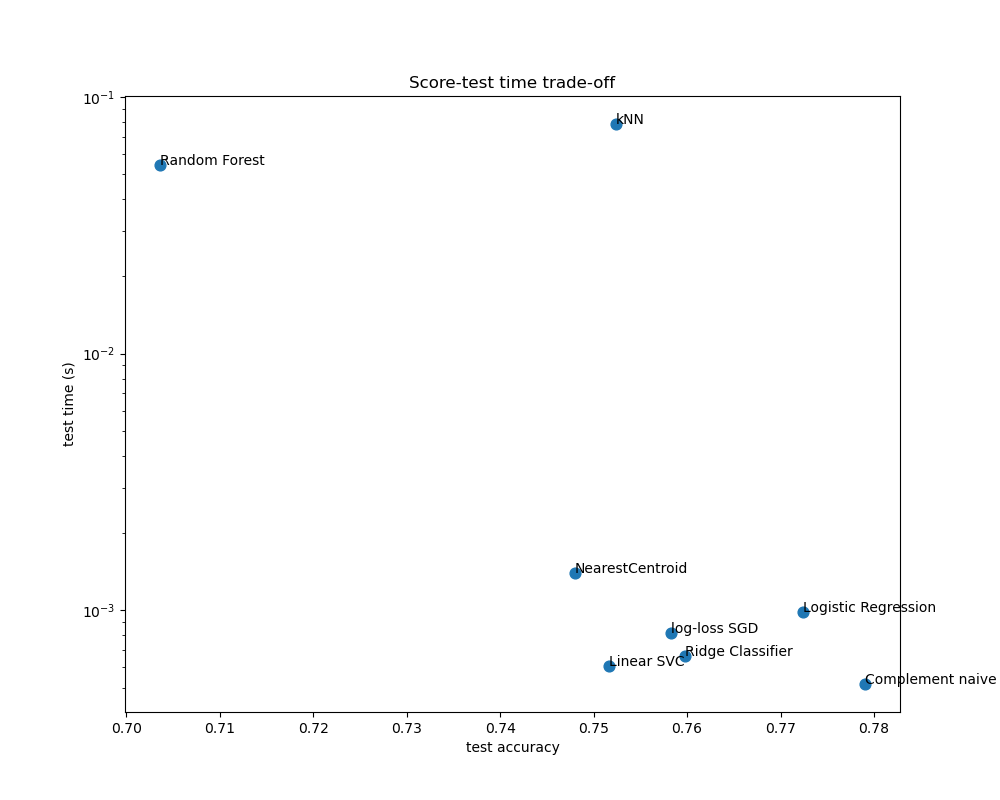 Score-test time trade-off
10⁻¹
kNN
Random Forest
10⁻²
test time (s)
NearestCentroid
10⁻³
Logistic Regression
log-loss SGD
Ridge Classifier
Linear SVC
Complement naive
0.70 0.71 0.72 0.73 0.74 0.75 0.76 0.77 0.78
test accuracy